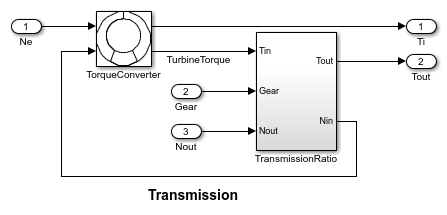 1
Ne
TorqueConverter
TurbineTorque
2
Gear
3
Nout
Tin
Gear
Nout
Tout
Nin
TransmissionRatio
1
Ti
2
Tout
Transmission